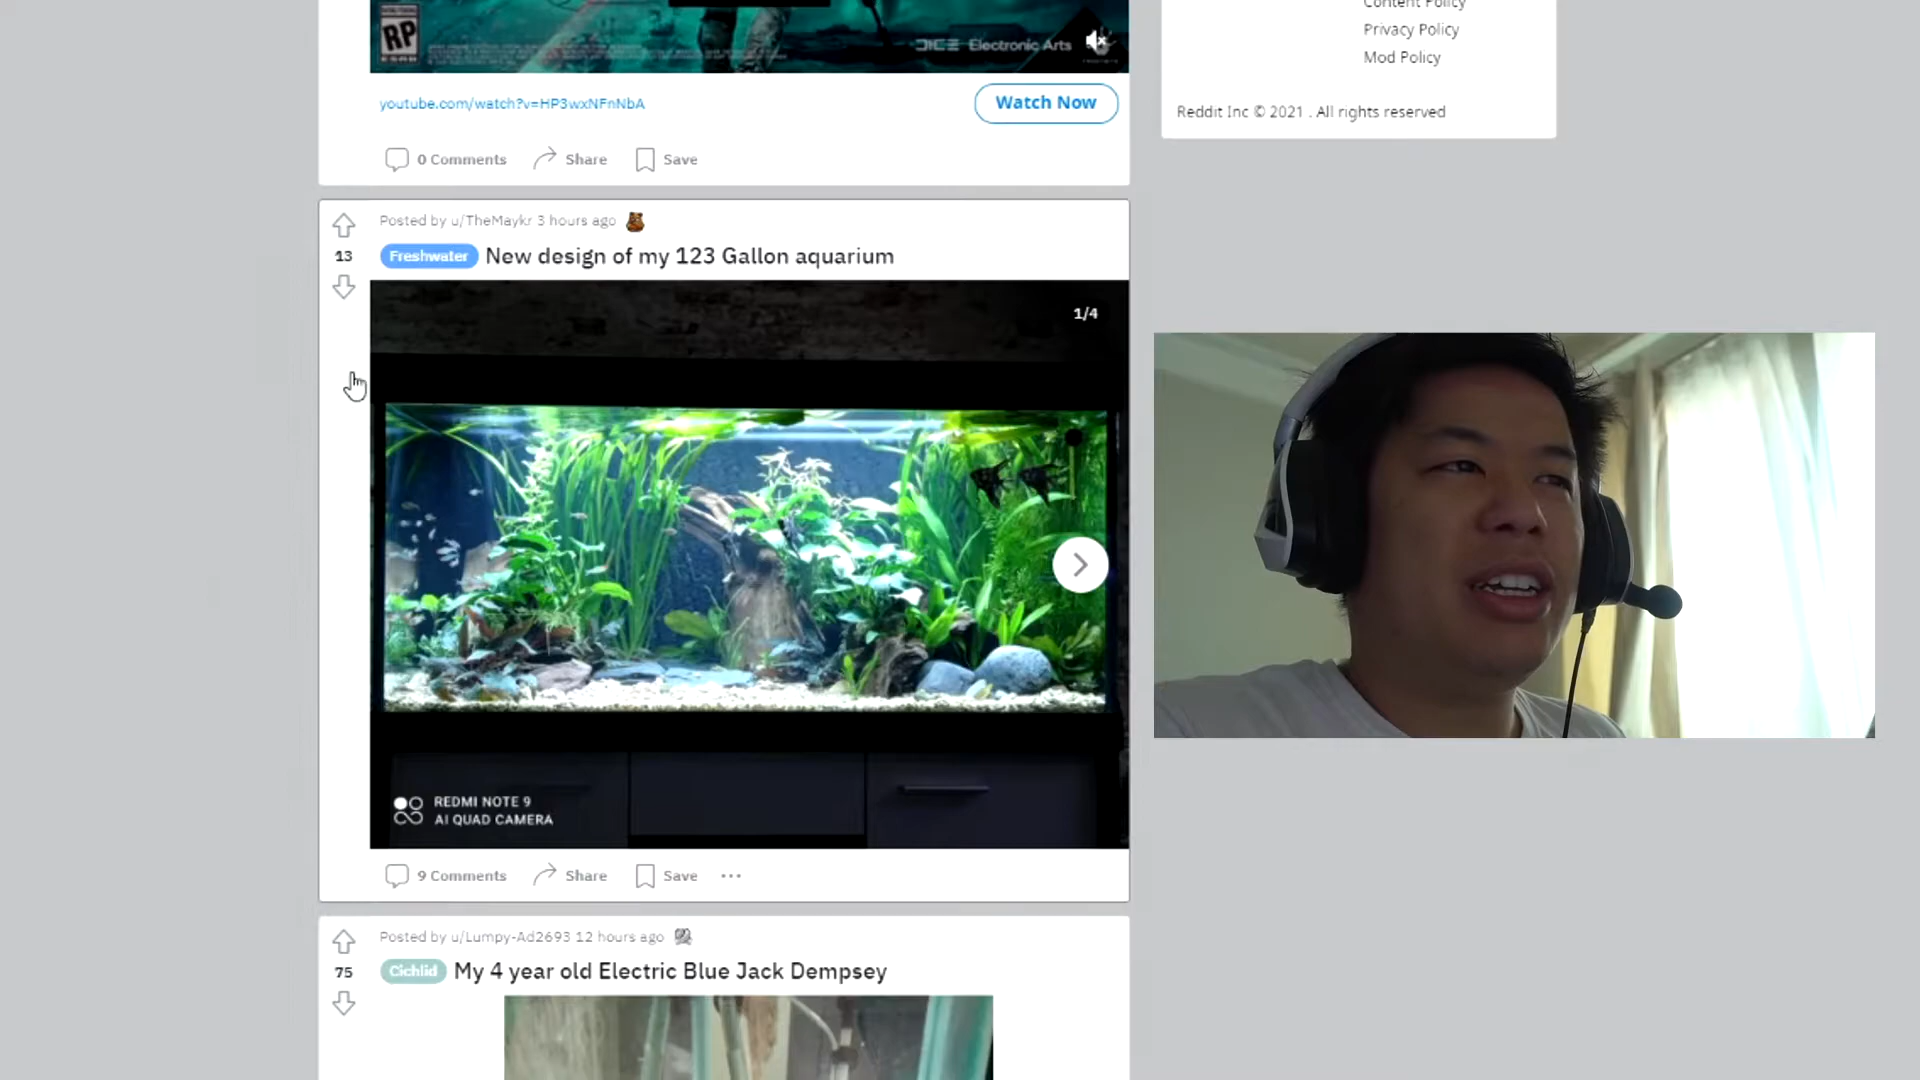 Content Policy
Privacy Policy
Mod Policy
RP
DICE Electronic Arts
youtube.com/watch?v=HP3wxNFnNbA
Watch Now
Reddit Inc © 2021 . All rights reserved
0 Comments
Share
Save
Posted by u/TheMaykr 3 hours ago
13
Freshwater
New design of my 123 Gallon aquarium
1/4
REDMI NOTE 9
AI QUAD CAMERA
9 Comments
Share
Save
Posted by u/Lumpy-Ad2693 12 hours ago
75
Cichlid
My 4 year old Electric Blue Jack Dempsey